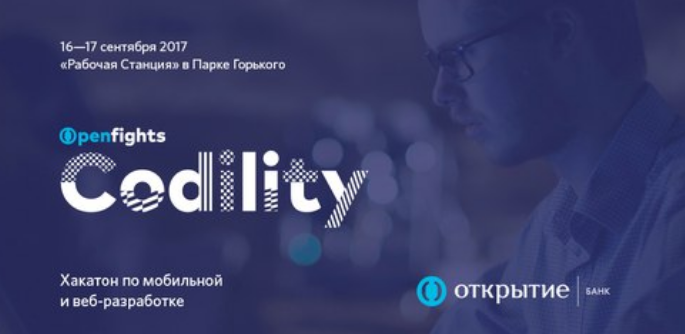 16—17 сентября 2017
«Рабочая Станция» в Парке Горького
Openfights
Codility
Хакатон по мобильной
и веб-разработке
открытие БАНК